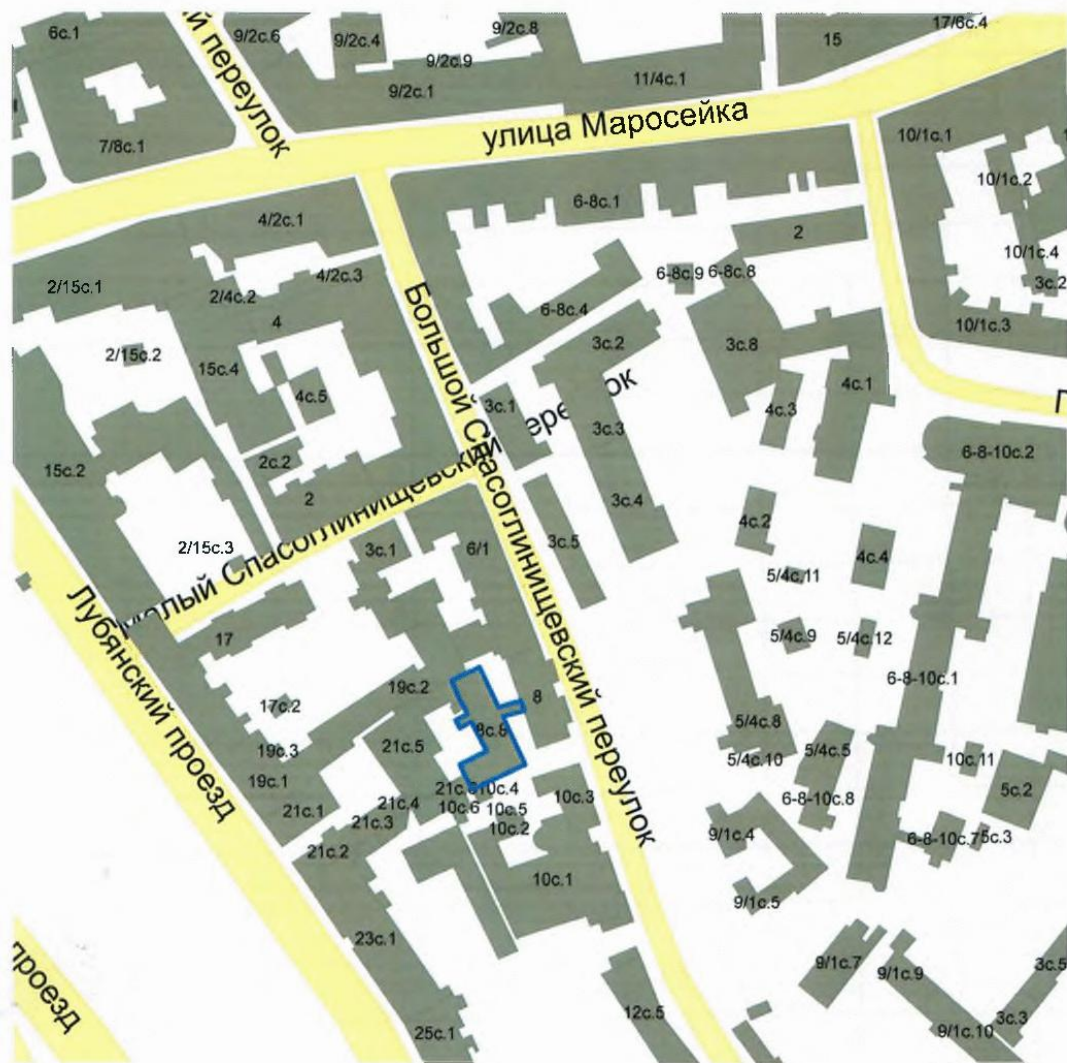 6с.1
й переулок
9/2с.6
9/2с.4
9/2с.8
9/2с.9
9/2с.1
11/4с.1
15
17/6с.4
7/8с.1
улица Маросейка
10/1с.1
10/1с.2
10/1с.4
3с.2
10/1с.3
4/2с.1
6-8с.1
2
2/15с.1
2/4с.2
4/2с.3
4
6-8с.9
6-8с.8
6-8с.4
2/15с.2
15с.4
4с.5
3с.2
3с.8
4с.1
3с.1
3с.3
4с.3
Большой Спасоглинищевский переулок
15с.2
2с.2
2
6-8-10с.2
3с.4
4с.2
2/15с.3
Малый Спасоглинищевский переулок
3с.1
6/1
3с.5
4с.4
5/4с.11
Лубянский проезд
17
5/4с.9
5/4с.12
19с.2
6-8-10с.1
17с.2
8
8с.8
19с.3
21с.5
5/4с.8
5/4с.5
5/4с.10
10с.11
19с.1
5с.2
21с.1
21с.4
10с.4
10с.6
10с.5
10с.3
6-8-10с.8
21с.3
10с.2
21с.2
9/1с.4
6-8-10с.7
5с.3
10с.1
9/1с.5
23с.1
проезд
9/1с.7
9/1с.9
3с.5
12с.5
3с.3
25с.1
9/1с.10